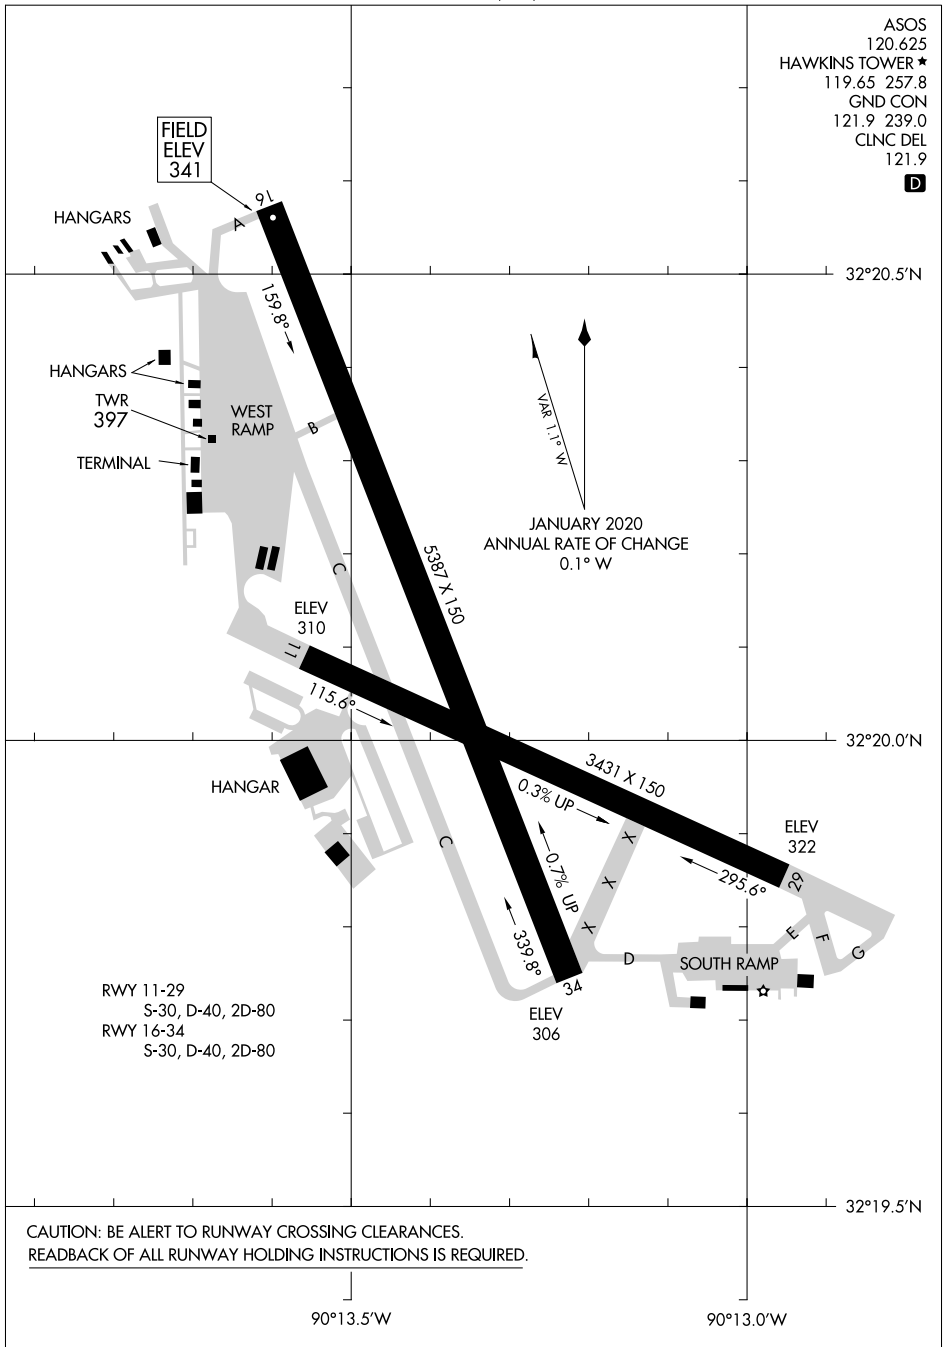 ASOS
120.625
HAWKINS TOWER ★
119.65 257.8
GND CON
121.9 239.0
CLNC DEL
121.9
D
FIELD
ELEV
341
16
A
HANGARS
32°20.5'N
159.8°
HANGARS
TWR
397
WEST
RAMP
B
TERMINAL
VAR 1.1° W
JANUARY 2020
ANNUAL RATE OF CHANGE
0.1° W
5387 X 150
C
ELEV
310
11
115.6°
32°20.0'N
HANGAR
3431 X 150
0.3% UP
X
X
X
C
ELEV
322
29
295.6°
0.7% UP
339.8°
E
F
G
D
SOUTH RAMP
34
ELEV
306
RWY 11-29
S-30, D-40, 2D-80
RWY 16-34
S-30, D-40, 2D-80
32°19.5'N
CAUTION: BE ALERT TO RUNWAY CROSSING CLEARANCES.
READBACK OF ALL RUNWAY HOLDING INSTRUCTIONS IS REQUIRED.
90°13.5'W
90°13.0'W